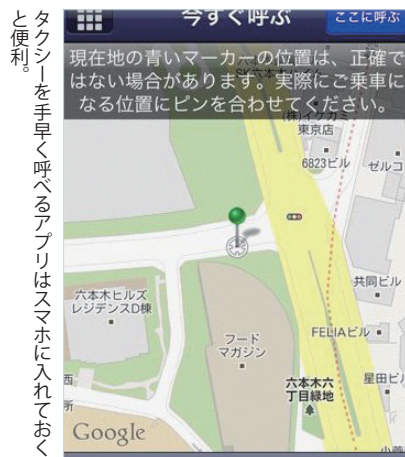 今すぐ呼ぶ
ここに呼ぶ
現在地の青いマーカーの位置は、正確で
はない場合があります。実際にご乗車に
なる位置にピンを合わせてください。
(株)イケガミ
東京店
6823ビル
ゼルコ
共同ビル
六本木ヒルズ
レジデンスD棟
フード
マガジン
FELIAビル
西
六本木六
丁目緑地
星田ビ
所
Google
タクシーを手早く呼べるアプリはスマホに入れておく
と便利。